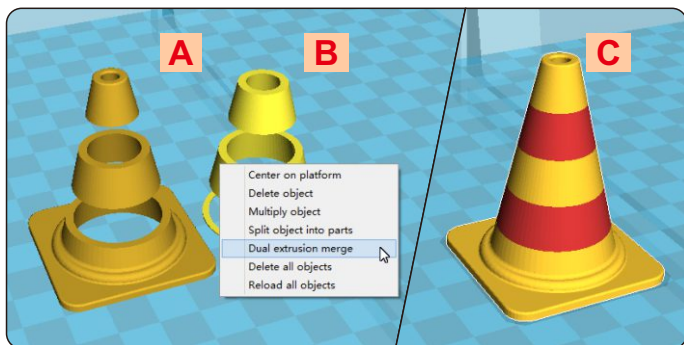 A
B
C
Center on platform
Delete object
Multiply object
Split object into parts
Dual extrusion merge
Delete all objects
Reload all objects